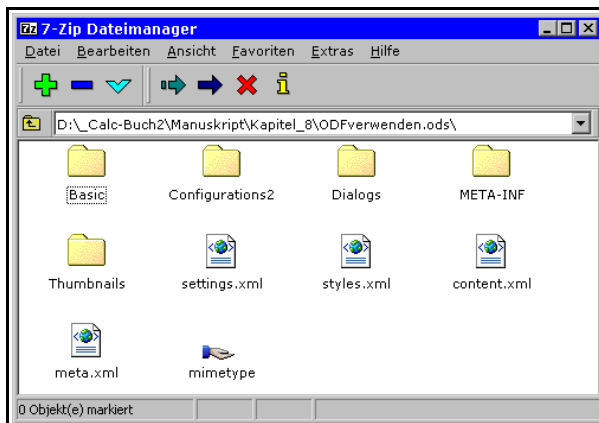 7z 7-Zip Dateimanager
Datei Bearbeiten Ansicht Favoriten Extras Hilfe
D:\_Calc-Buch2\Manuskript\Kapitel_8\ODFverwenden.ods\
Basic Configurations2 Dialogs META-INF
Thumbnails settings.xml styles.xml content.xml
meta.xml mimetype
0 Objekt(e) markiert